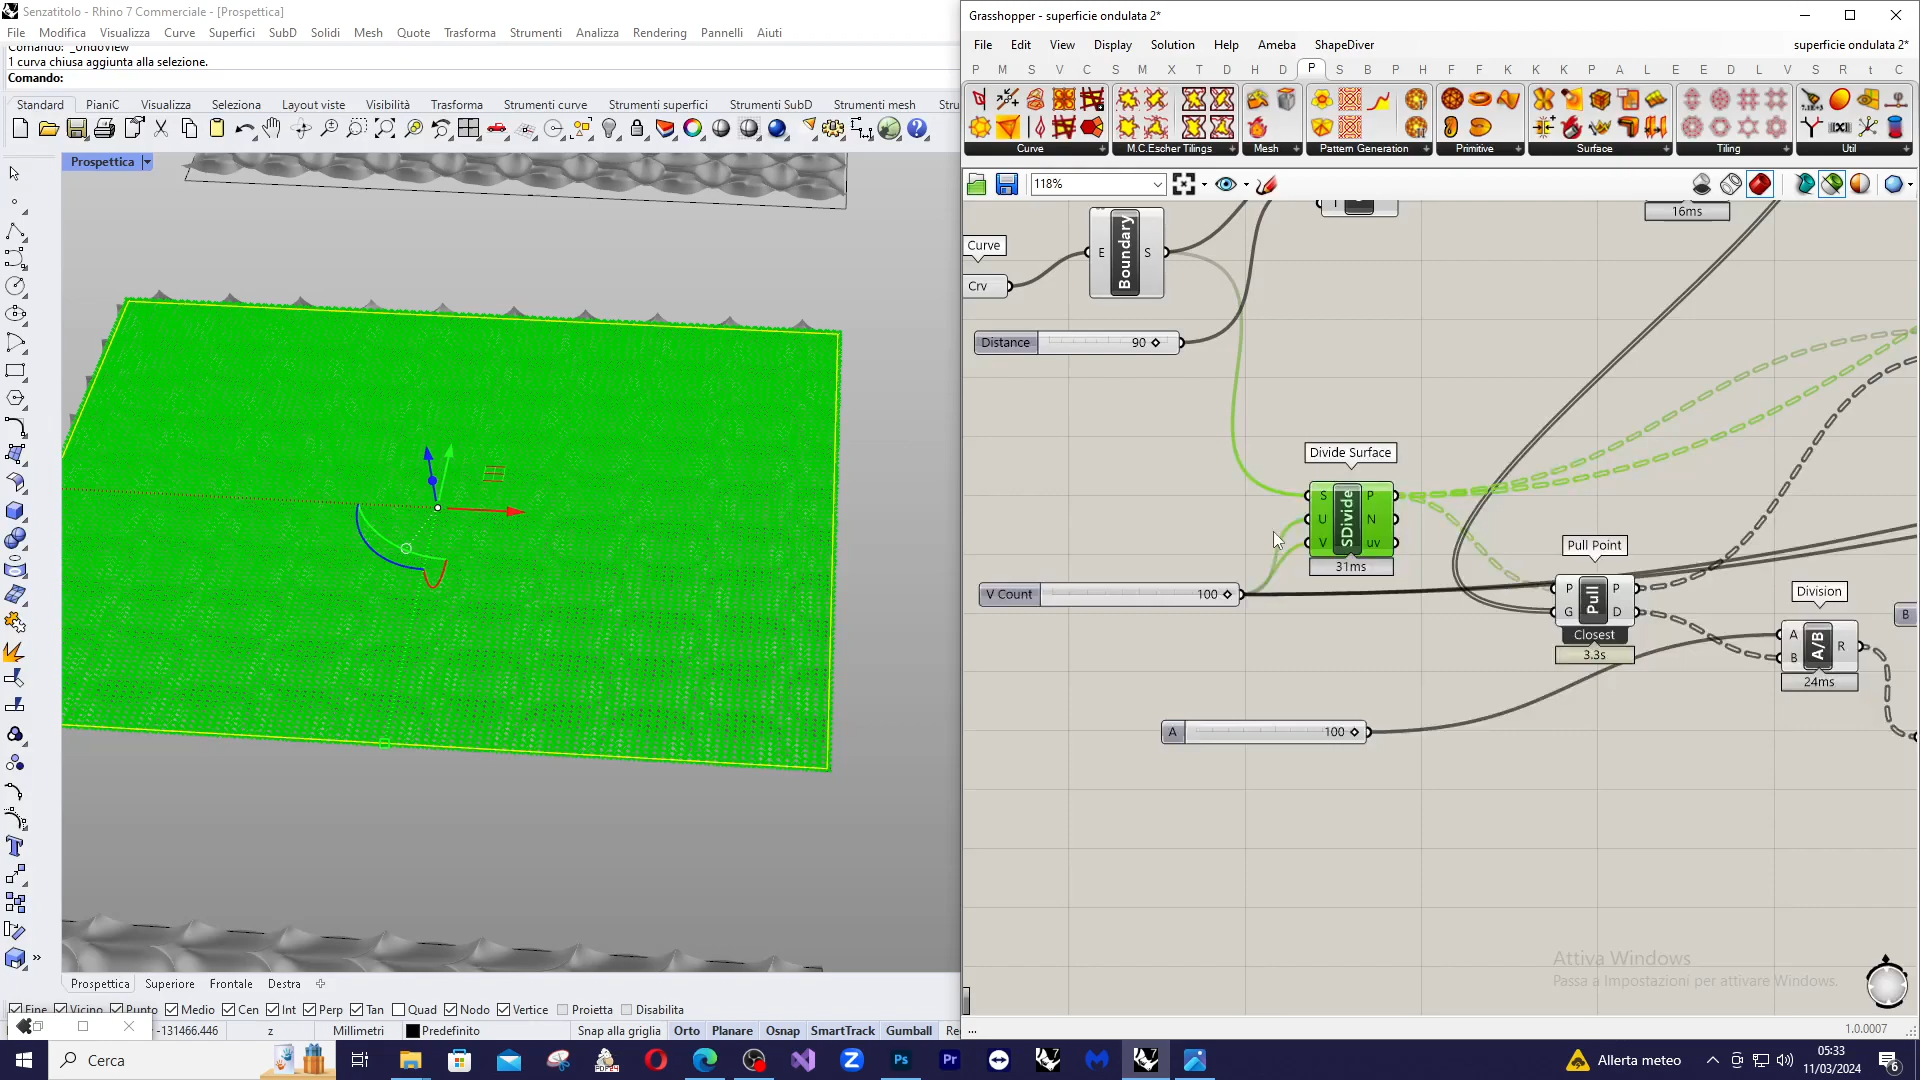 Senzatitolo - Rhino 7 Commerciale - [Prospettica]
File Modifica Visualizza Curve Superfici SubD Solidi Mesh Quote Trasforma Strumenti Analizza Rendering Pannelli Aiuti
Comando: _UndoView
1 curva chiusa aggiunta alla selezione.
Comando:
Standard PianiC Visualizza Seleziona Layout viste Visibilità Trasforma Strumenti curve Strumenti superfici Strumenti SubD Strumenti mesh Stru
Prospettica
Prospettica Superiore Frontale Destra
Fine Vicino Punto Medio Cen Int Perp Tan Quad Nodo Vertice Proietta Disabilita
-131466.446 z Millimetri Predefinito Snap alla griglia Orto Planare Osnap SmartTrack Gumball Re
Grasshopper - superficie ondulata 2*
File Edit View Display Solution Help Ameba ShapeDiver superficie ondulata 2*
P M S V C S M X T D H D P S B P H F F K K K P A L E E D L V S R t C
Curve M.C.Escher Tilings Mesh Pattern Generation Primitive Surface Tiling Util
118%
16ms
Curve
Crv
E Boundary S
Distance 90
Divide Surface
S U V SDivide P N uv
31ms
V Count 100
Pull Point
P G Pull P D
Closest
3.3s
Division
A B A/B R
24ms
B
A 100
Attiva Windows
Passa a Impostazioni per attivare Windows.
...
1.0.0007
Cerca
Allerta meteo
05:33
11/03/2024
6